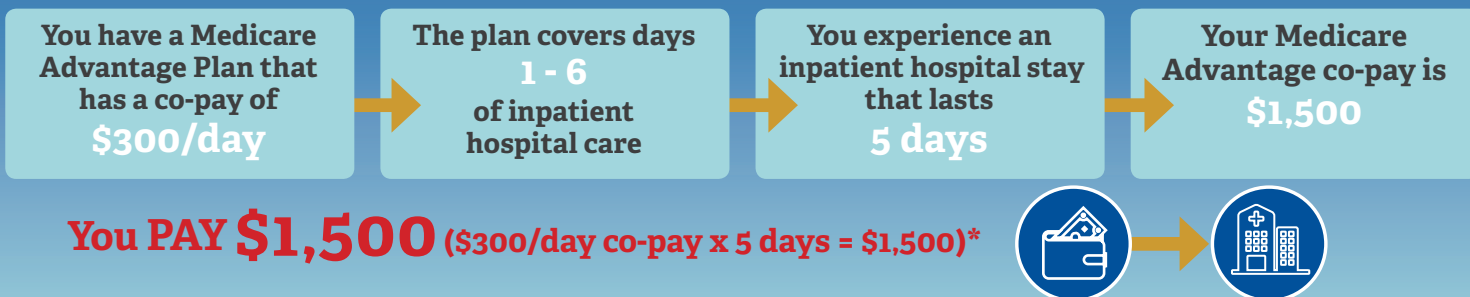 You have a Medicare
Advantage Plan that
has a co-pay of
$300/day
The plan covers days
1 - 6
of inpatient
hospital care
You experience an
inpatient hospital stay
that lasts
5 days
Your Medicare
Advantage co-pay is
$1,500
You PAY $1,500 ($300/day co-pay x 5 days = $1,500)*